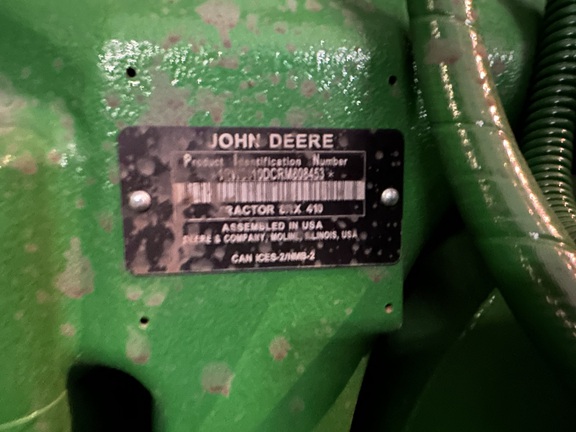 JOHN DEERE
Product Identification Number
TRACTOR 410
ASSEMBLED IN USA
DEERE & COMPANY, MOLINE, ILLINOIS, USA
CAN ICES-2/NMB-2